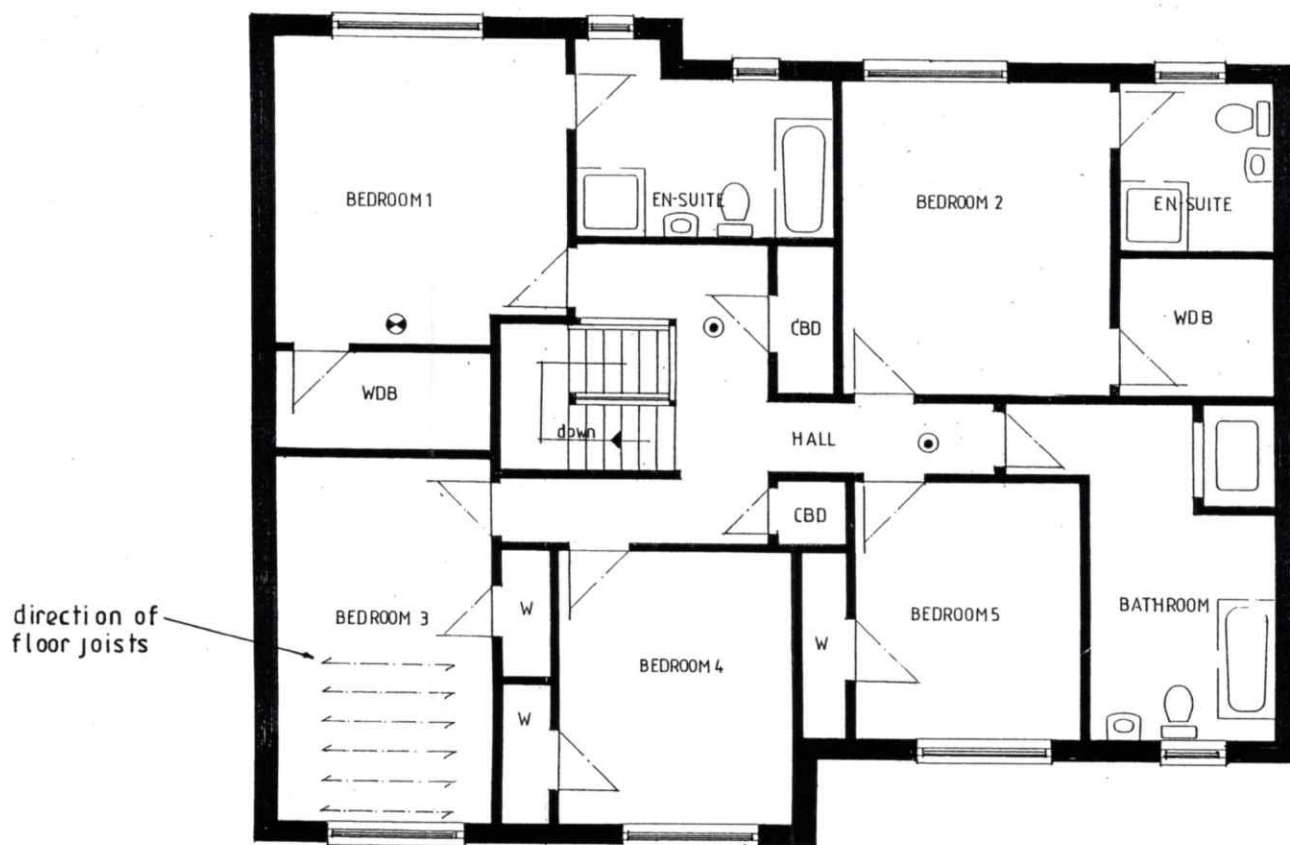 BEDROOM 1
EN-SUITE
BEDROOM 2
EN-SUITE
WDB
CBD
WDB
down
HALL
CBD
direction of
floor joists
BEDROOM 3
W
BEDROOM 4
W
W
BEDROOM 5
BATHROOM